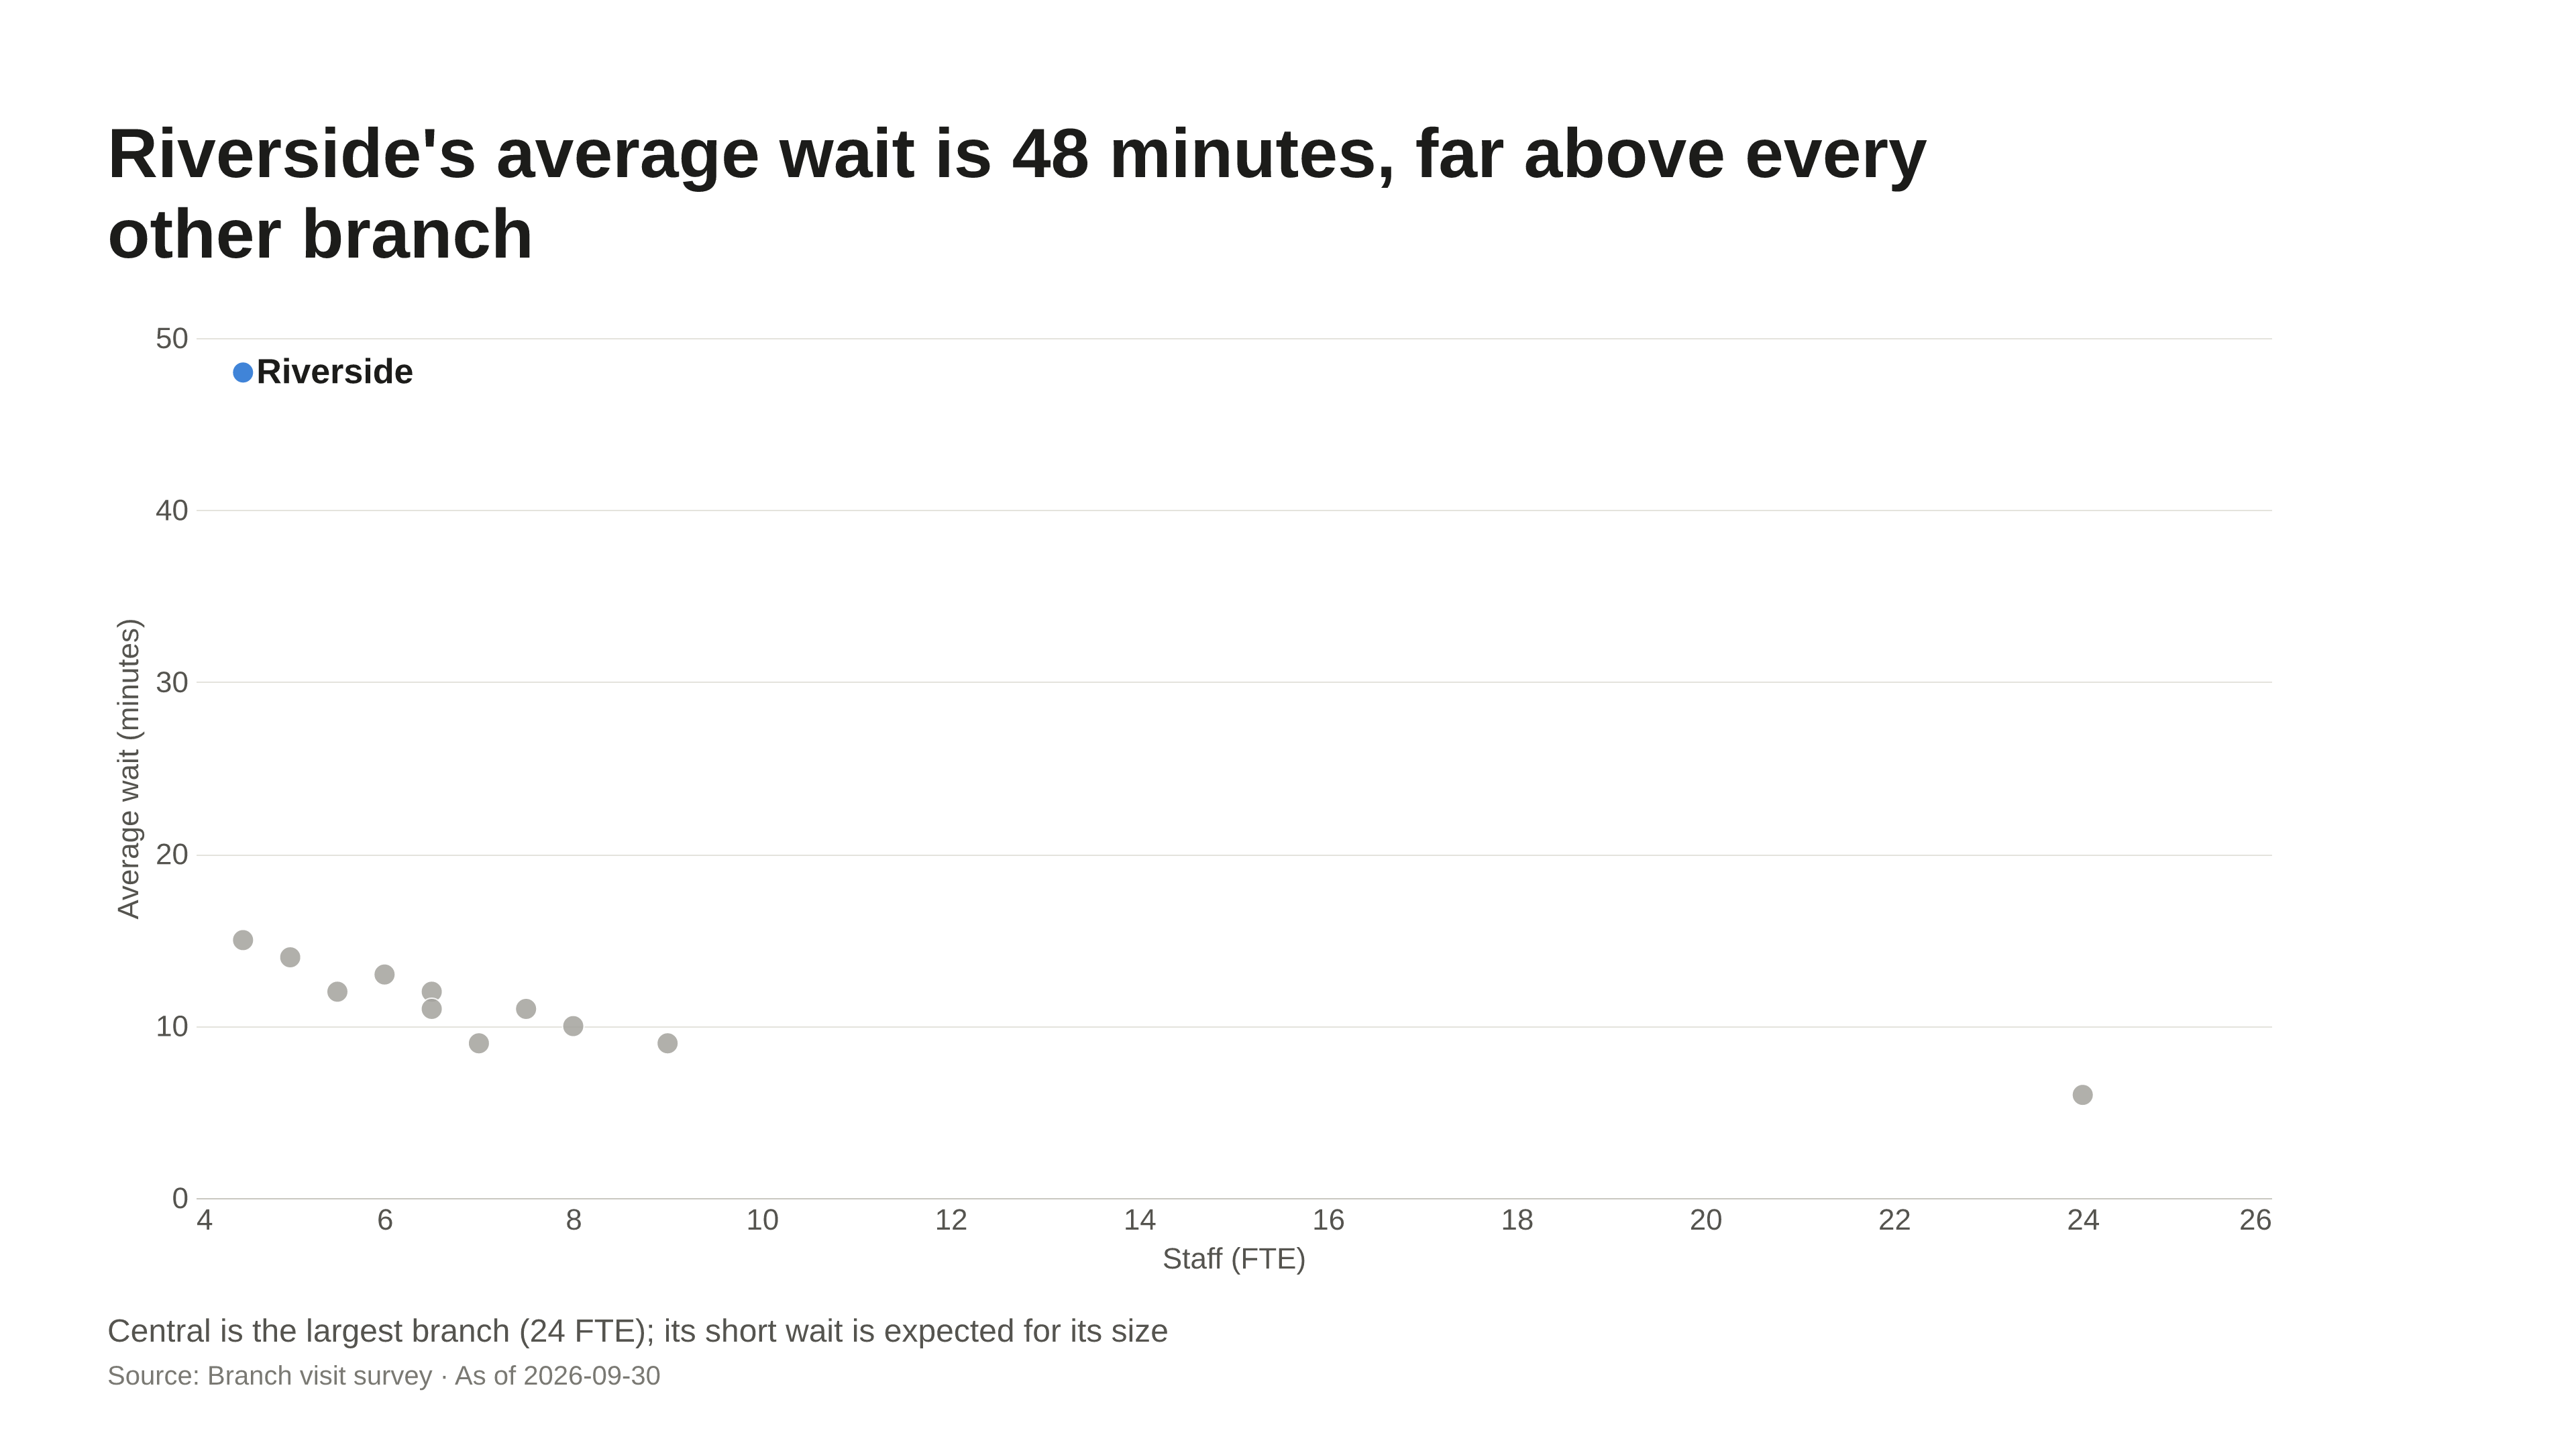 Riverside's average wait is 48 minutes, far above every
other branch
50
Riverside
40
30
20
10
0
Average wait (minutes)
4 6 8 10 12 14 16 18 20 22 24 26
Staff (FTE)
Central is the largest branch (24 FTE); its short wait is expected for its size
Source: Branch visit survey · As of 2026-09-30